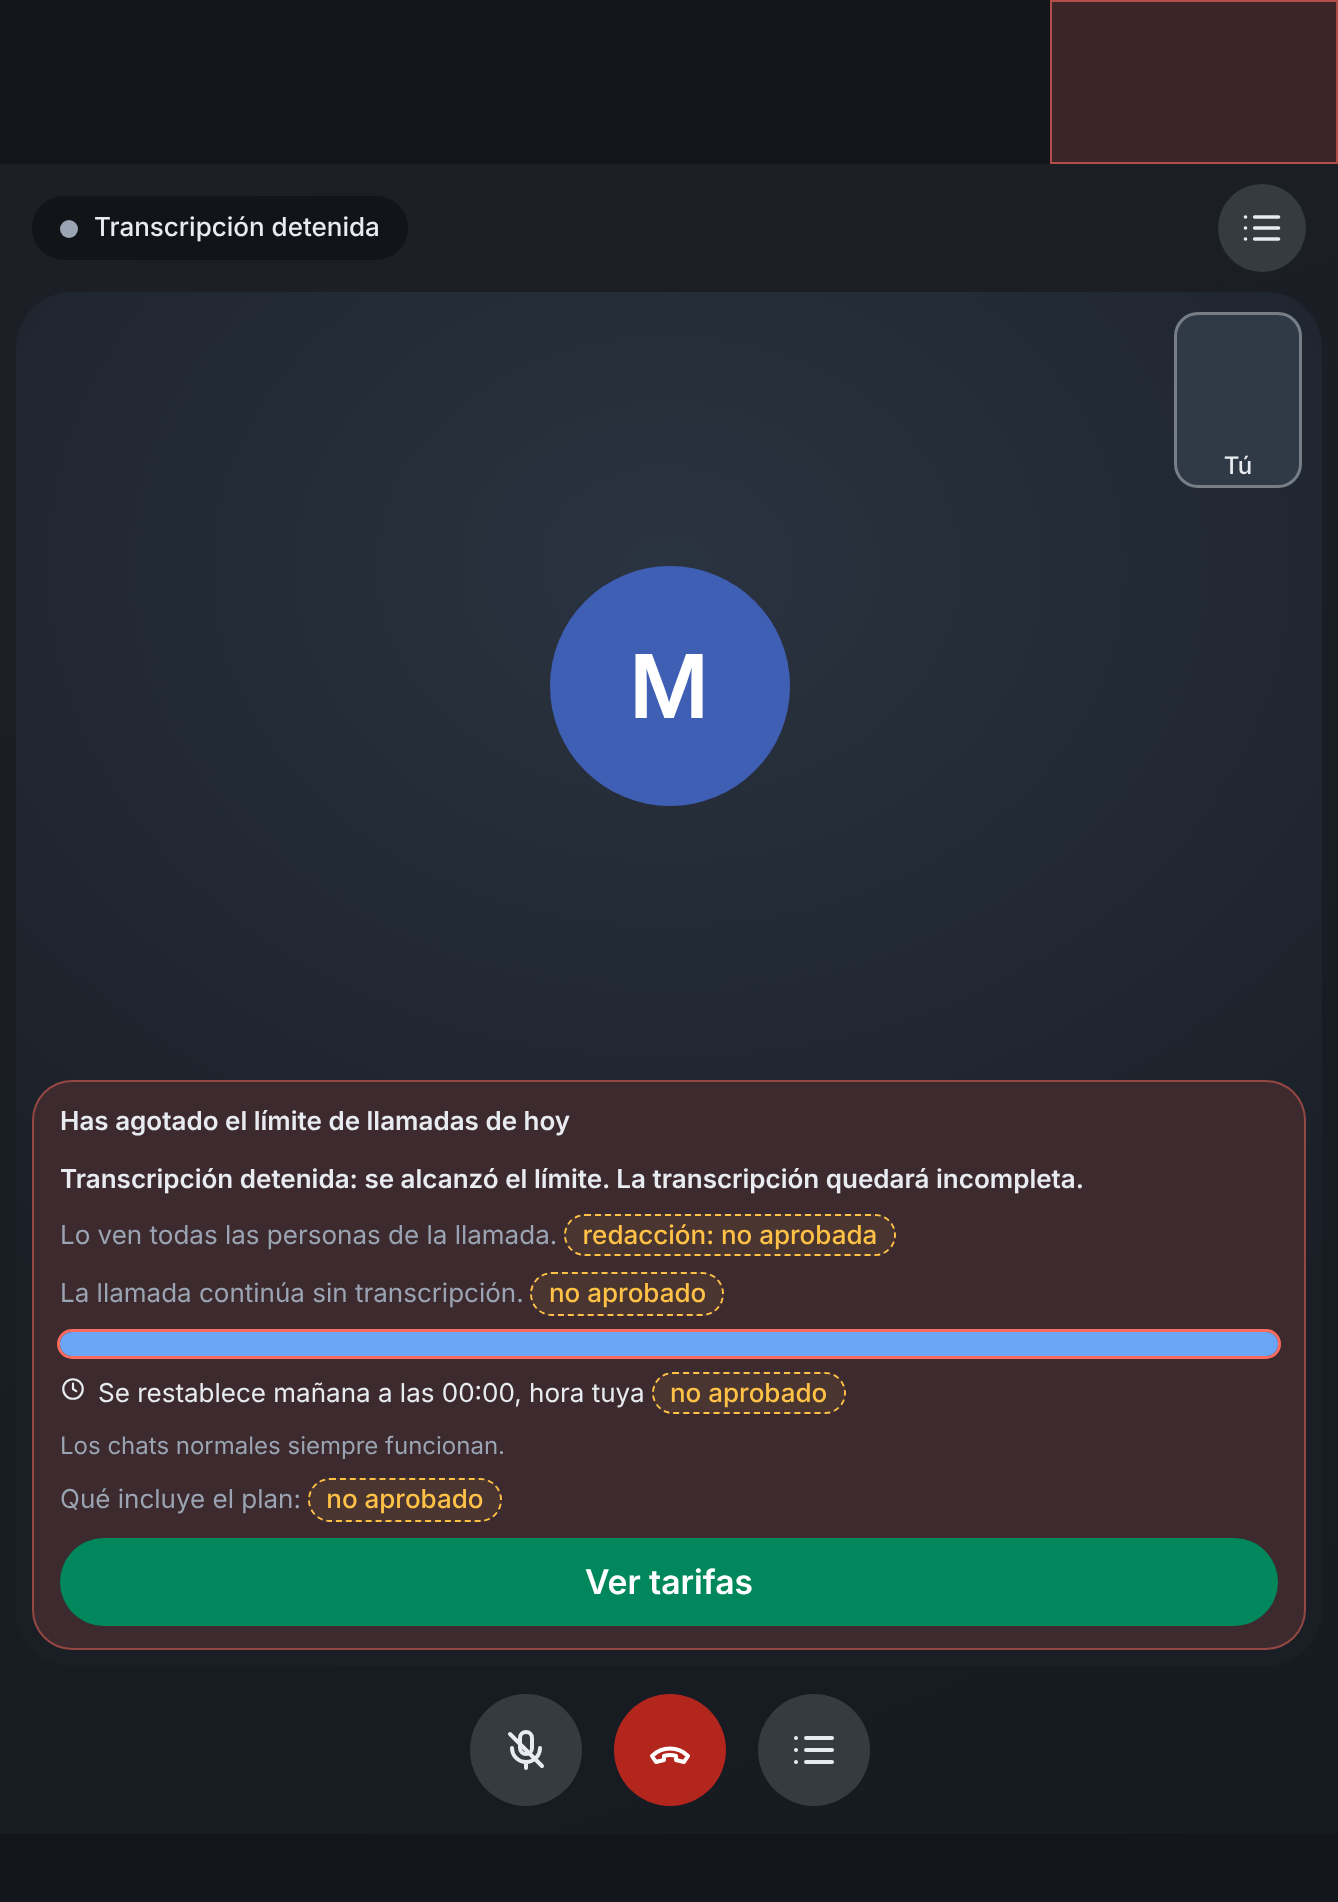 Transcripción detenida
Tú
M
Has agotado el límite de llamadas de hoy
Transcripción detenida: se alcanzó el límite. La transcripción quedará incompleta.
Lo ven todas las personas de la llamada. redacción: no aprobada
La llamada continúa sin transcripción. no aprobado
Se restablece mañana a las 00:00, hora tuya no aprobado
Los chats normales siempre funcionan.
Qué incluye el plan: no aprobado
Ver tarifas